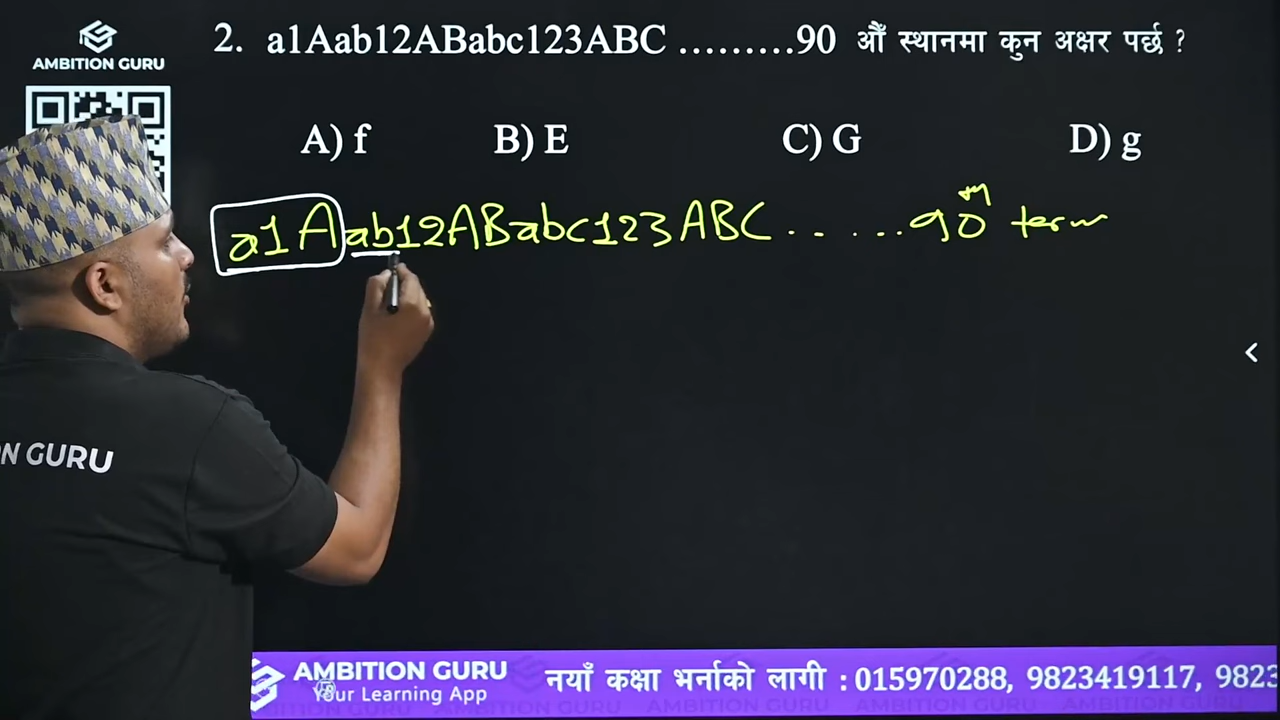 AMBITION GURU
2. a1Aab12ABabc123ABC .........90 औं स्थानमा कुन अक्षर पर्छ ?
A) f B) E C) G D) g
a1Aab12ABabc123ABC . . . . . . 90th term
N GURU
AMBITION GURU
Your Learning App
नयाँ कक्षा भर्नाको लागी : 015970288, 9823419117, 9823